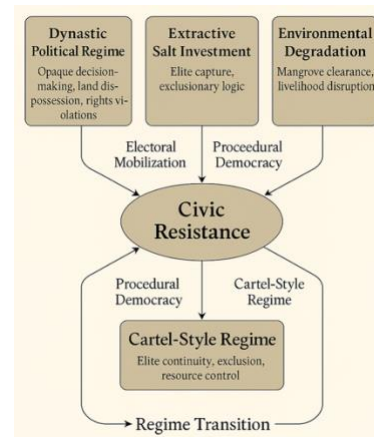 Dynastic
Political Regime
Opaque decision-
making, land dis-
possession, rights vi-
olations
Extractive
Salt Investment
Elite capture,
exclusionary logic
Environmental
Degradation
Mangrove clearance,
livelihood disruption
Electoral
Mobilization
Proceedural
Democracy
Civic
Resistance
Procedural
Democracy
Cartel-Style
Regime
Cartel-Style Regime
Elite continuity, exclusion,
resource control
Regime Transition